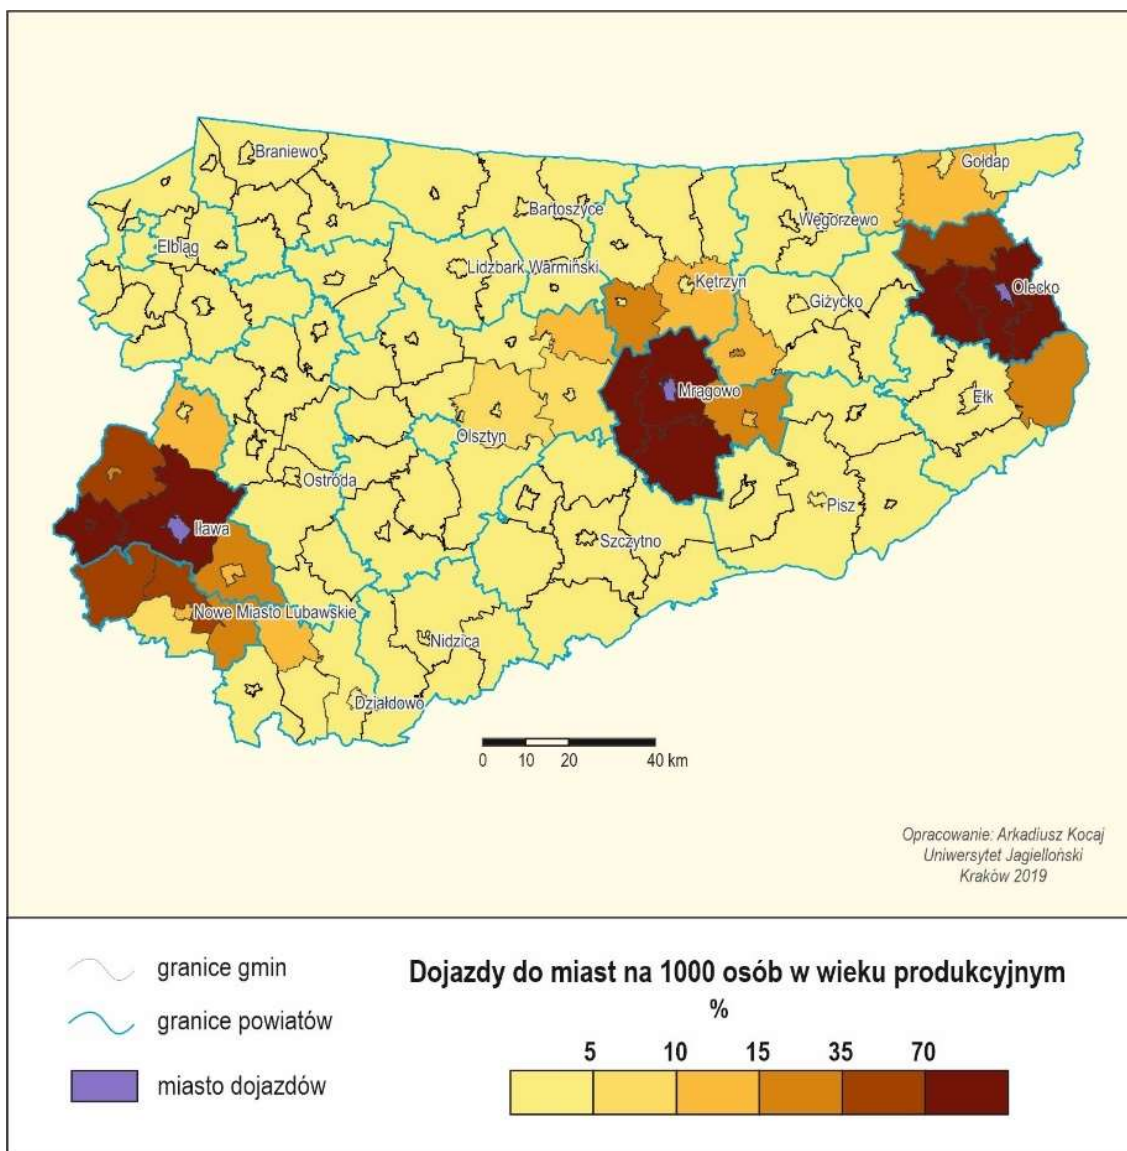 Braniewo
Gołdap
Bartoszyce
Węgorzewo
Elbląg
Lidzbark Warmiński
Kętrzyn
Giżycko
Olecko
Mrągowo
Ełk
Olsztyn
Ostróda
Pisz
Iława
Szczytno
Nowe Miasto Lubawskie
Nidzica
Działdowo
0 10 20 40 km
Opracowanie: Arkadiusz Kocaj
Uniwersytet Jagielloński
Kraków 2019
granice gmin
granice powiatów
miasto dojazdów
Dojazdy do miast na 1000 osób w wieku produkcyjnym
%
5 10 15 35 70